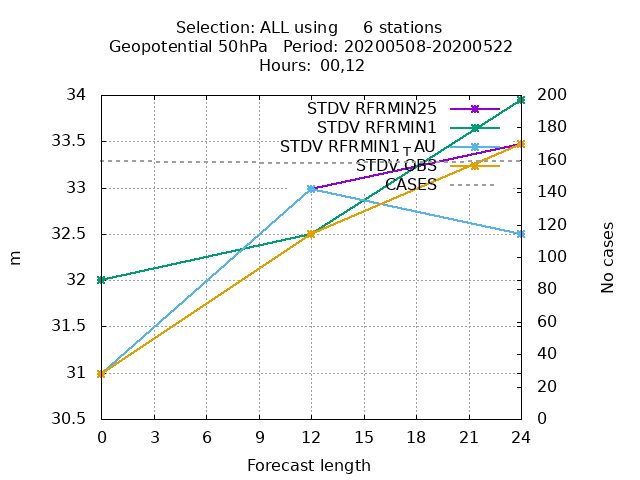 Selection: ALL using     6 stations
Geopotential 50hPa   Period: 20200508-20200522
Hours: 00,12
34
33.5
33
32.5
32
31.5
31
30.5
200
180
160
140
120
100
80
60
40
20
0
STDV RFRMIN25
STDV RFRMIN1
STDV RFRMIN1┬AU
STDV OBS
CASES
m
No cases
0 3 6 9 12 15 18 21 24
Forecast length